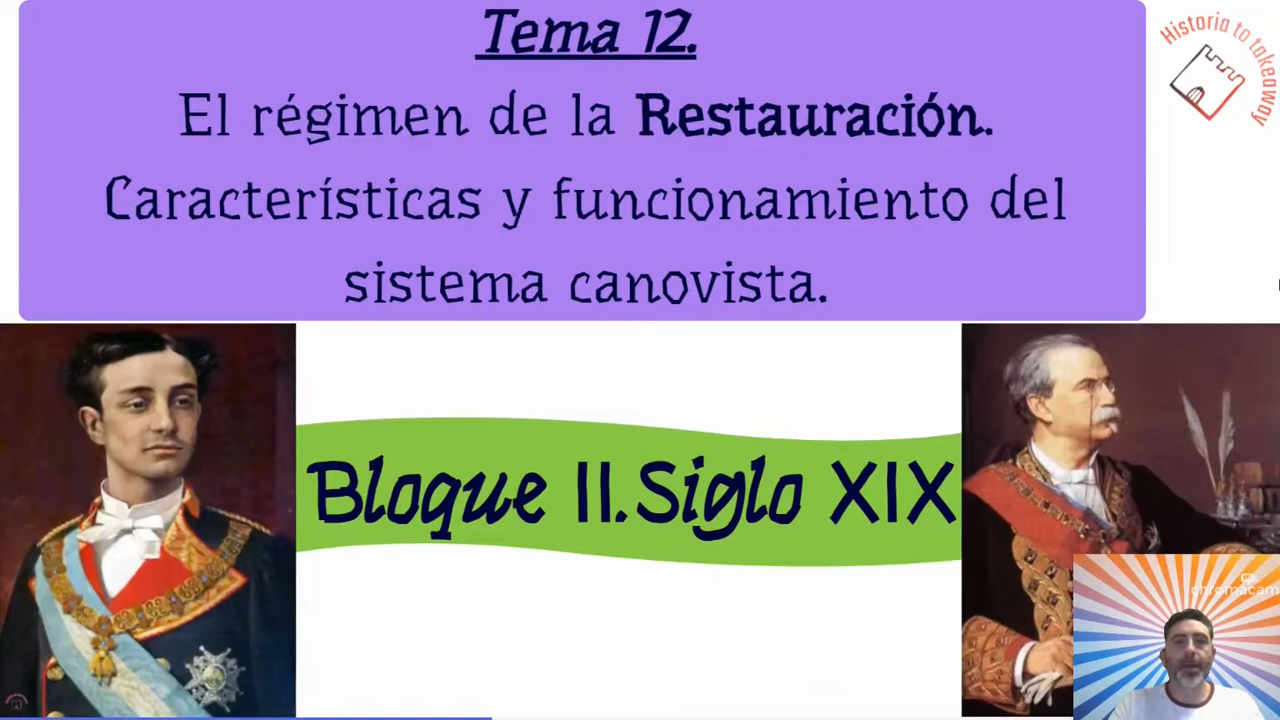 Tema 12.
El régimen de la Restauración.
Características y funcionamiento del
sistema canovista.
Historia to takeaway
Bloque II. Siglo XIX
chromacam